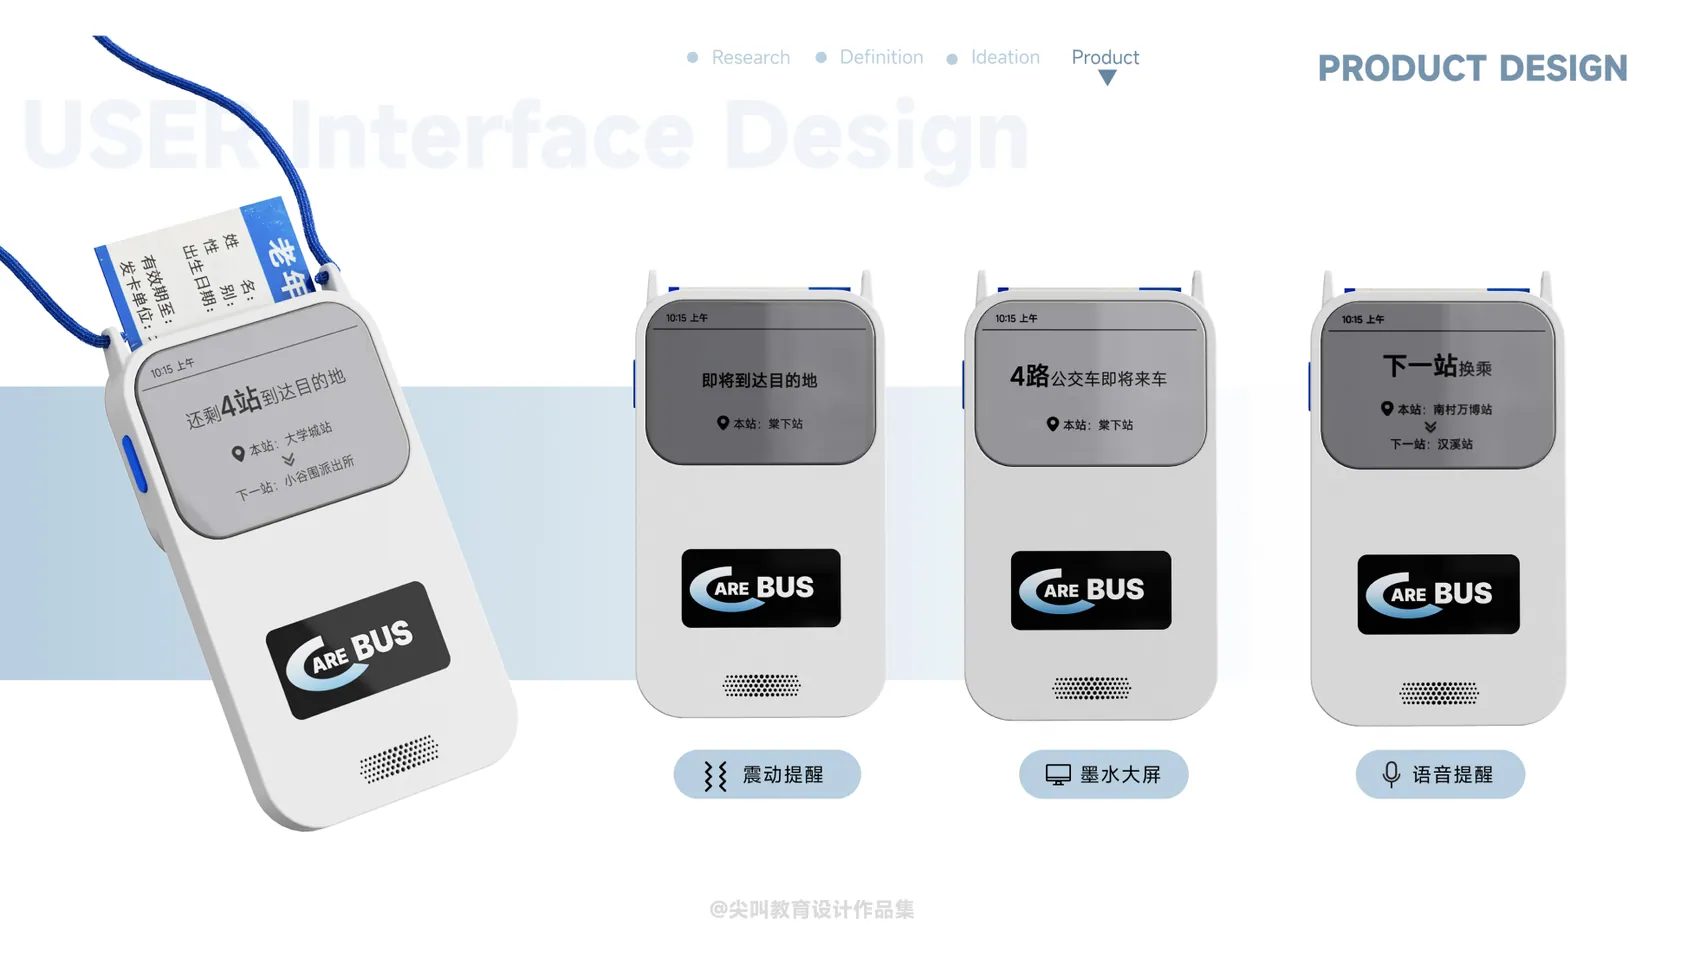 Research
Definition
Ideation
Product
PRODUCT DESIGN
USER Interface Design
老年
姓 名:
性 别:
出生日期:
有效期至:
发卡单位:
10:15 上午
还剩4站到达目的地
本站: 大学城站
下一站: 小谷围派出所
CARE BUS
10:15 上午
即将到达目的地
本站: 棠下站
CARE BUS
震动提醒
10:15 上午
4路公交车即将来车
本站: 棠下站
CARE BUS
墨水大屏
10:15 上午
下一站换乘
本站: 南村万博站
下一站: 汉溪站
CARE BUS
语音提醒
@尖叫教育设计作品集